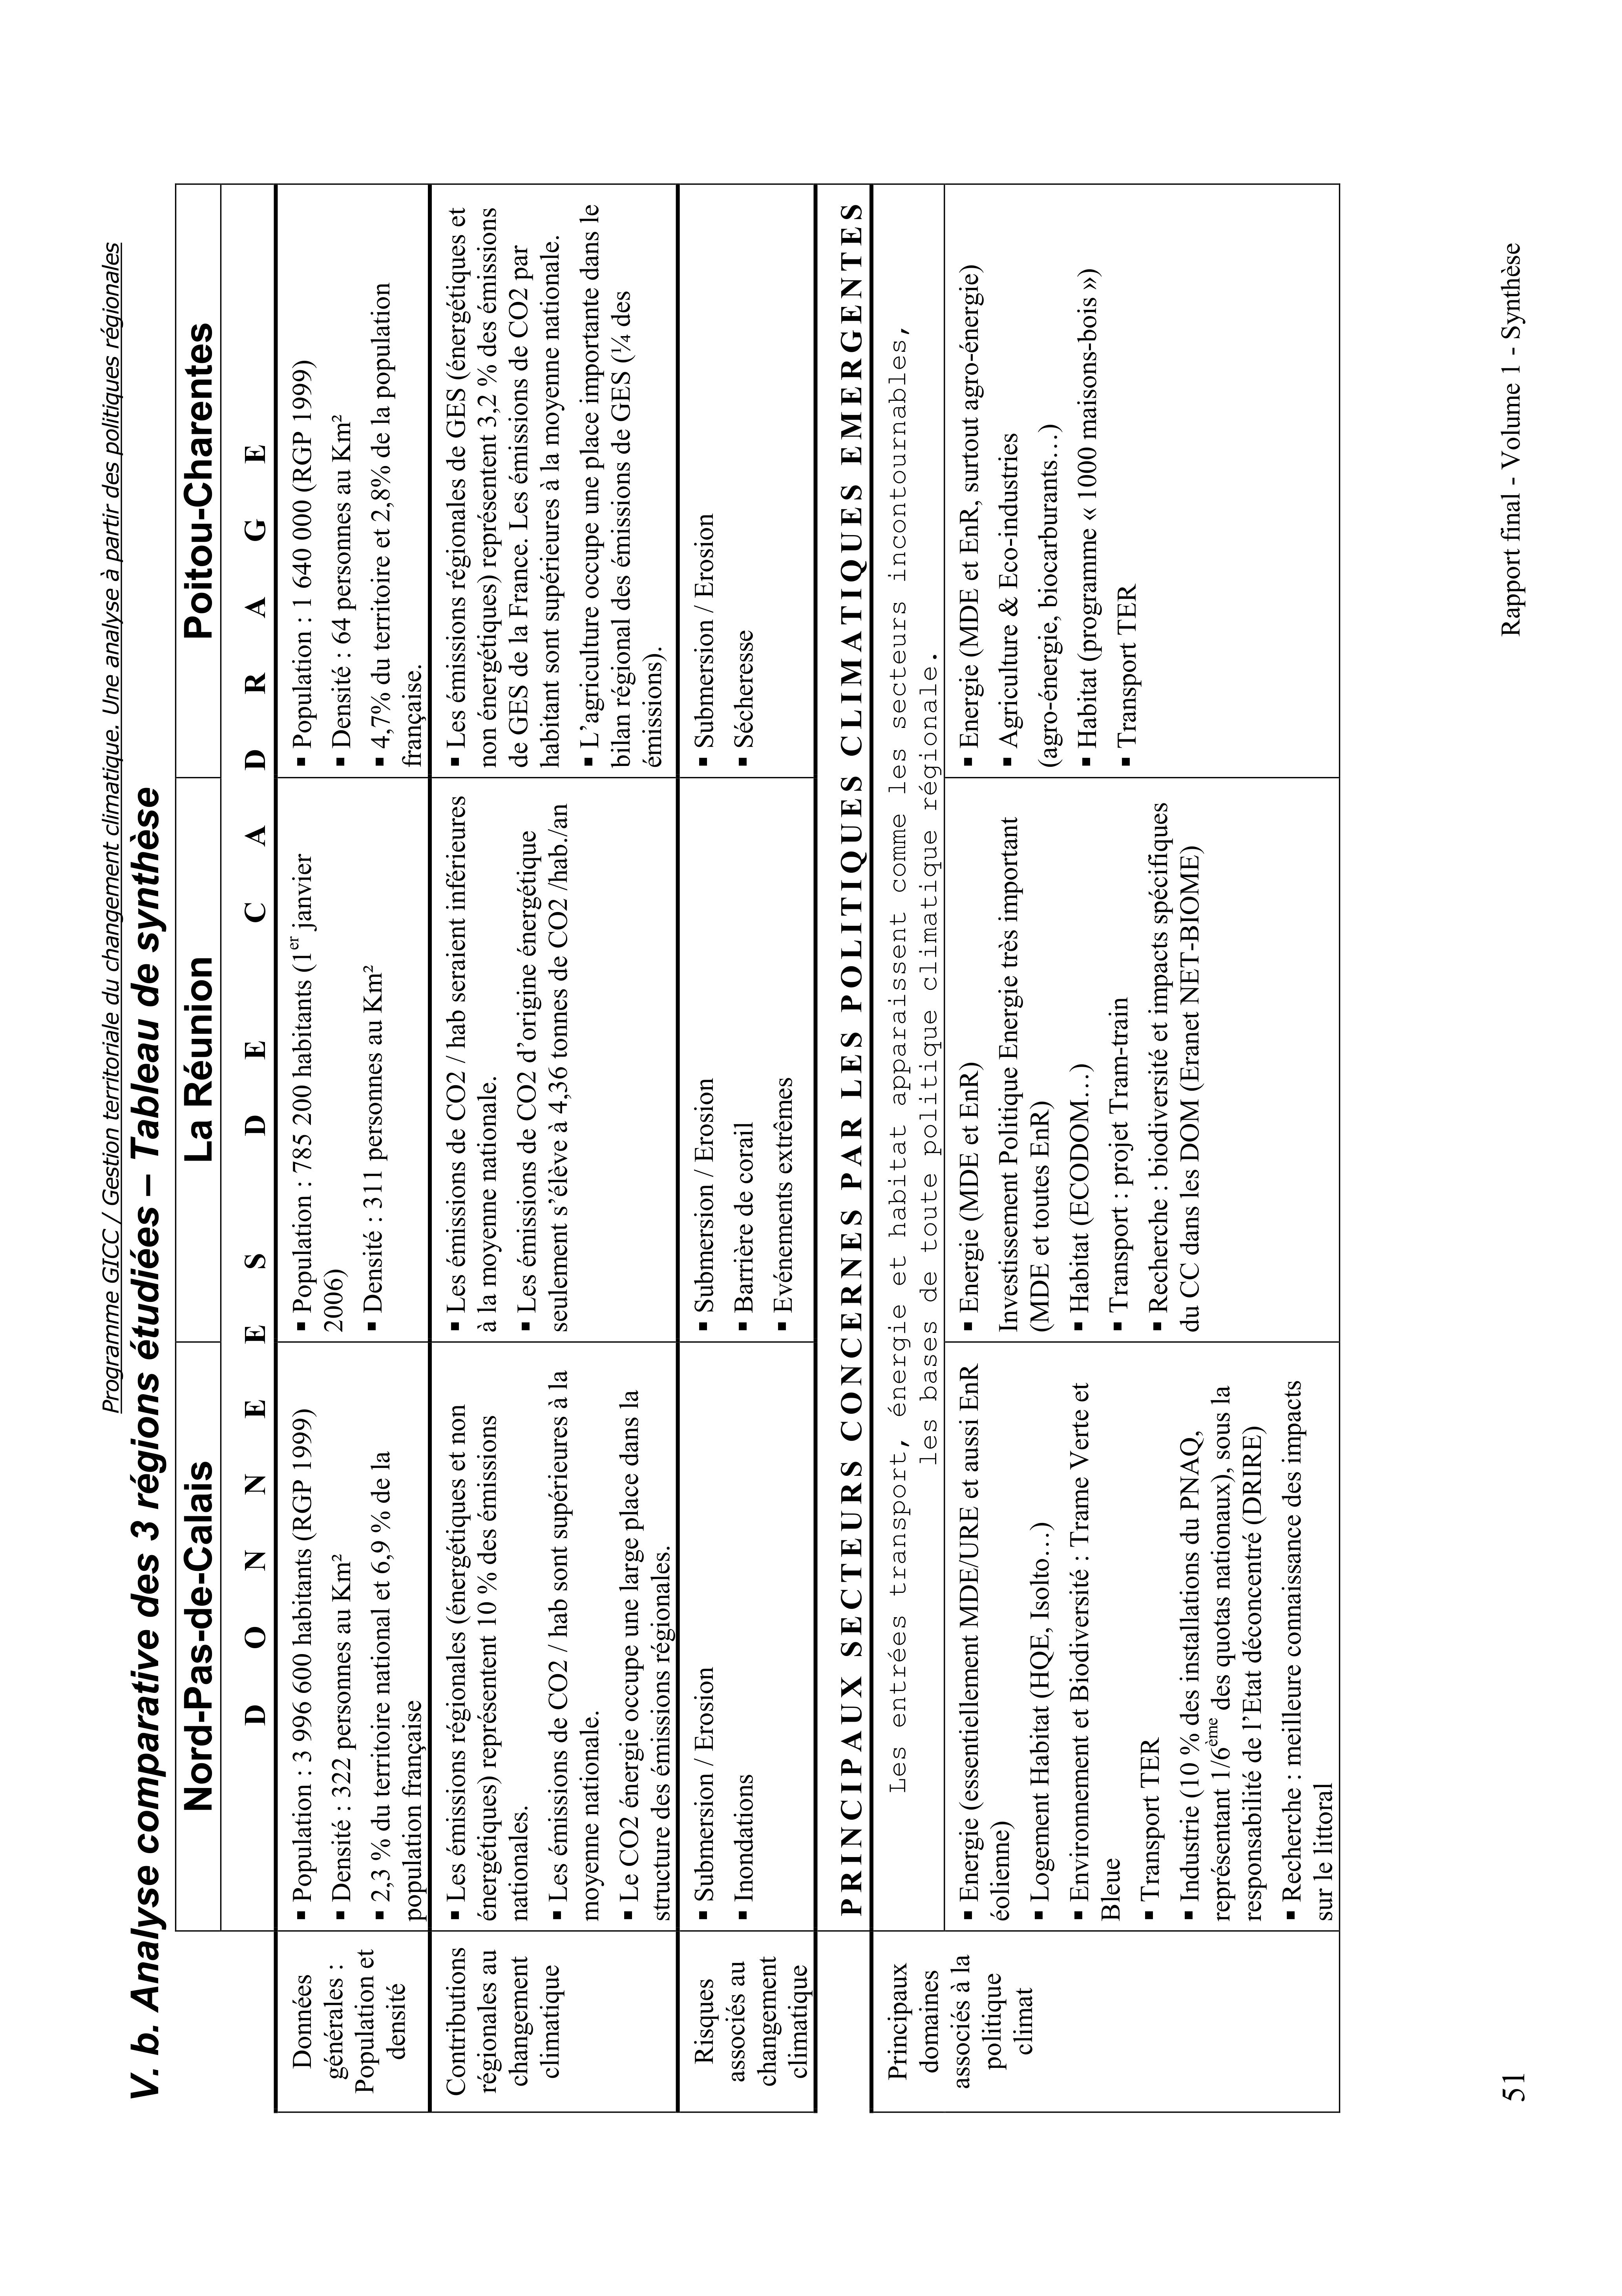 Programme GICC / Gestion territoriale du changement climatique. Une analyse à partir des politiques régionales
V. b. Analyse comparative des 3 régions étudiées – Tableau de synthèse
Nord-Pas-de-Calais
La Réunion
Poitou-Charentes
D O N N E E S D E C A D R A G E
Données
générales :
Population et
densité
▪ Population : 3 996 600 habitants (RGP 1999)
▪ Densité : 322 personnes au Km²
▪ 2,3 % du territoire national et 6,9 % de la
population française
▪ Population : 785 200 habitants (1er janvier
2006)
▪ Densité : 311 personnes au Km²
▪ Population : 1 640 000 (RGP 1999)
▪ Densité : 64 personnes au Km²
▪ 4,7% du territoire et 2,8% de la population
française.
Contributions
régionales au
changement
climatique
▪ Les émissions régionales (énergétiques et non
énergétiques) représentent 10 % des émissions
nationales.
▪ Les émissions de CO2 / hab sont supérieures à la
moyenne nationale.
▪ Le CO2 énergie occupe une large place dans la
structure des émissions régionales.
▪ Les émissions de CO2 / hab seraient inférieures
à la moyenne nationale.
▪ Les émissions de CO2 d’origine énergétique
seulement s’élève à 4,36 tonnes de CO2 /hab./an
▪ Les émissions régionales de GES (énergétiques et
non énergétiques) représentent 3,2 % des émissions
de GES de la France. Les émissions de CO2 par
habitant sont supérieures à la moyenne nationale.
▪ L’agriculture occupe une place importante dans le
bilan régional des émissions de GES (¼ des
émissions).
Risques
associés au
changement
climatique
▪ Submersion / Erosion
▪ Inondations
▪ Submersion / Erosion
▪ Barrière de corail
▪ Evénements extrêmes
▪ Submersion / Erosion
▪ Sécheresse
PRINCIPAUX SECTEURS CONCERNES PAR LES POLITIQUES CLIMATIQUES EMERGENTES
Principaux
domaines
associés à la
politique
climat
Les entrées transport, énergie et habitat apparaissent comme les secteurs incontournables,
les bases de toute politique climatique régionale.
▪ Energie (essentiellement MDE/URE et aussi EnR
éolienne)
▪ Logement Habitat (HQE, Isolto…)
▪ Environnement et Biodiversité : Trame Verte et
Bleue
▪ Transport TER
▪ Industrie (10 % des installations du PNAQ,
représentant 1/6ème des quotas nationaux), sous la
responsabilité de l’Etat déconcentré (DRIRE)
▪ Recherche : meilleure connaissance des impacts
sur le littoral
▪ Energie (MDE et EnR)
Investissement Politique Energie très important
(MDE et toutes EnR)
▪ Habitat (ECODOM…)
▪ Transport : projet Tram-train
▪ Recherche : biodiversité et impacts spécifiques
du CC dans les DOM (Eranet NET-BIOME)
▪ Energie (MDE et EnR, surtout agro-énergie)
▪ Agriculture & Eco-industries
(agro-énergie, biocarburants…)
▪ Habitat (programme « 1000 maisons-bois »)
▪ Transport TER
51
Rapport final - Volume 1 - Synthèse